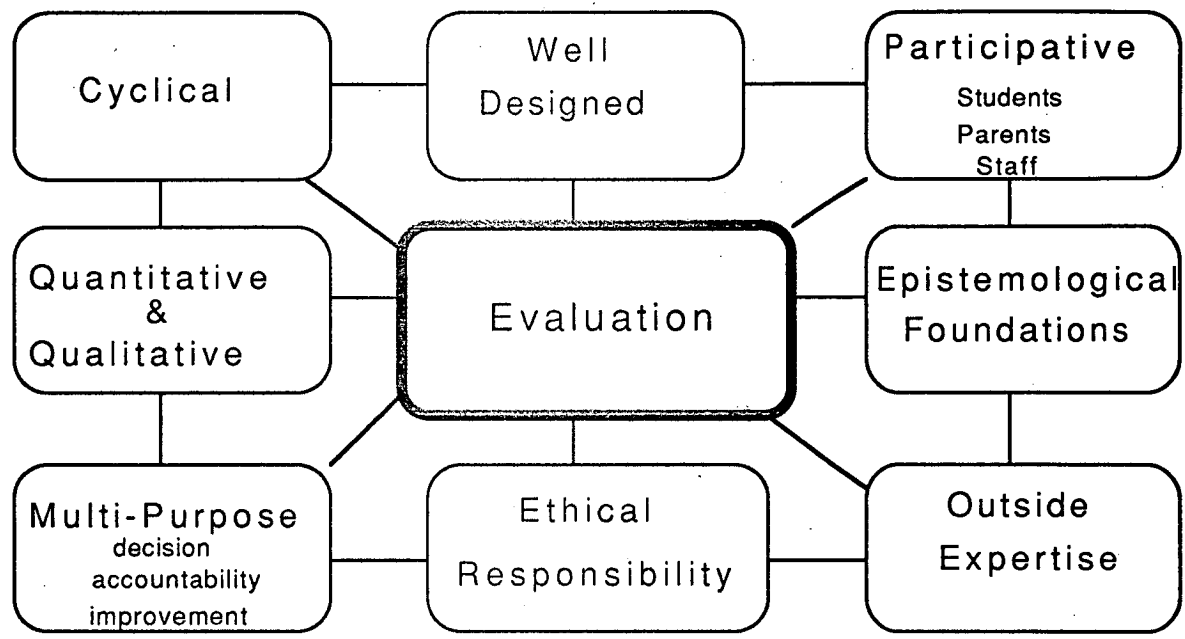 Cyclical
Well
Designed
Participative
Students
Parents
Staff
Quantitative
&
Qualitative
Evaluation
Epistemological
Foundations
Multi-Purpose
decision
accountability
improvement
Ethical
Responsibility
Outside
Expertise